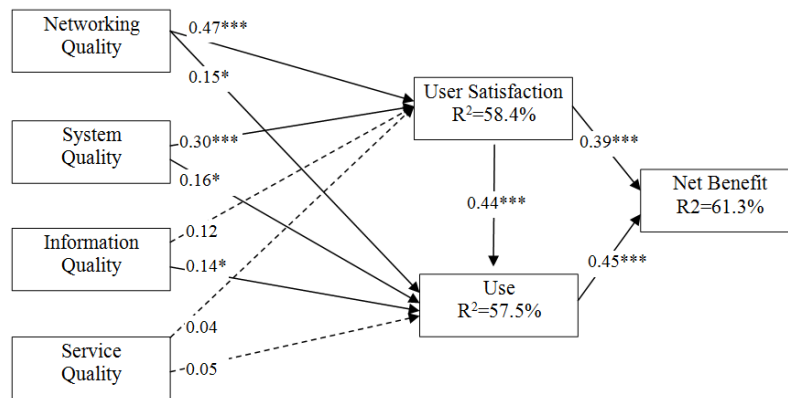 Networking
Quality
0.47***
0.15*
User Satisfaction
R²=58.4%
System
Quality
0.30***
0.16*
0.39***
Net Benefit
R2=61.3%
0.44***
Information
Quality
0.12
0.14*
Use
R²=57.5%
0.45***
Service
Quality
0.04
0.05